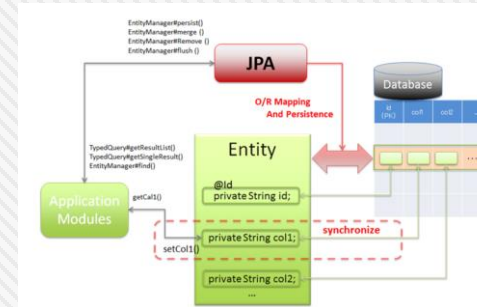 EntityManager#persist()
EntityManager#merge ()
EntityManager#Remove ()
EntityManager#flush ()
JPA
Database
O/R Mapping
And Persistence
id
(PK)
col1
col2
...
TypedQuery#getResultList()
TypedQuery#getSingleResult()
EntityManager#find()
Entity
...
@Id
private String id;
Application
Modules
getCal1()
setCol1()
private String col1;
synchronize
private String col2;
...